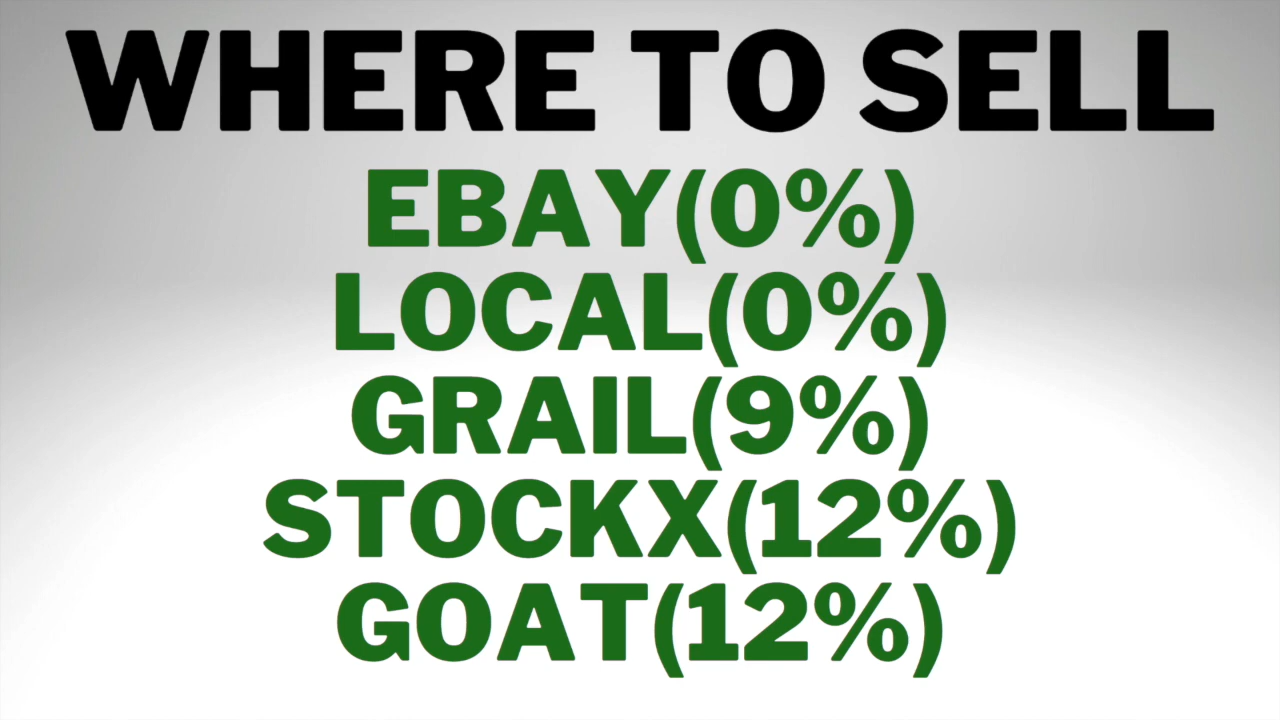 WHERE TO SELL
EBAY(0%)
LOCAL(0%)
GRAIL(9%)
STOCKX(12%)
GOAT(12%)